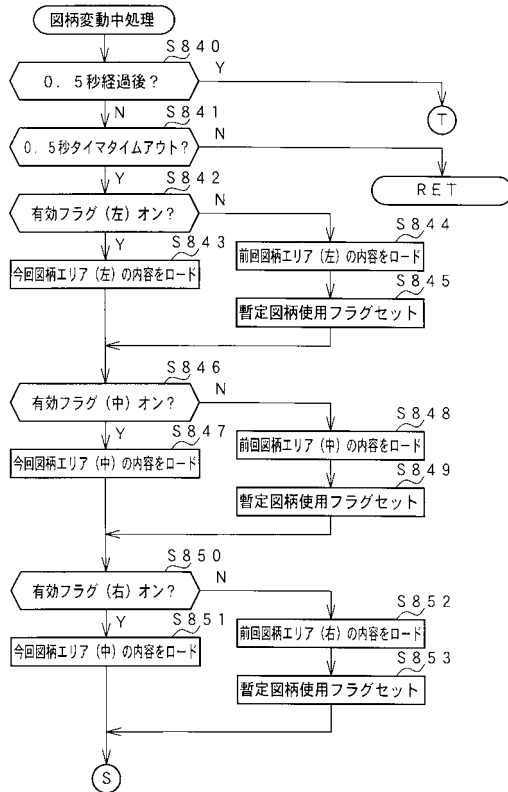 図柄変動中処理
S840
0.5秒経過後?
Y
T
N
S841
0.5秒タイマタイムアウト?
N
RET
Y
S842
有効フラグ(左)オン?
N
Y
S843
今回図柄エリア(左)の内容をロード
S844
前回図柄エリア(左)の内容をロード
S845
暫定図柄使用フラグセット
S846
有効フラグ(中)オン?
N
Y
S847
今回図柄エリア(中)の内容をロード
S848
前回図柄エリア(中)の内容をロード
S849
暫定図柄使用フラグセット
S850
有効フラグ(右)オン?
N
Y
S851
今回図柄エリア(中)の内容をロード
S852
前回図柄エリア(右)の内容をロード
S853
暫定図柄使用フラグセット
S